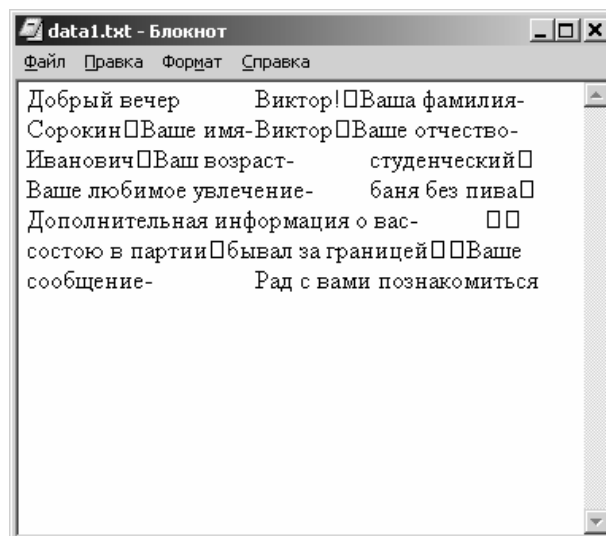 data1.txt - Блокнот
Файл Правка Формат Справка
Добрый вечер Виктор!□Ваша фамилия-
Сорокин□Ваше имя-Виктор□Ваше отчество-
Иванович□Ваш возраст- студенческий□
Ваше любимое увлечение- баня без пива□
Дополнительная информация о вас- □□
состою в партии□бывал за границей□□Ваше
сообщение- Рад с вами познакомиться